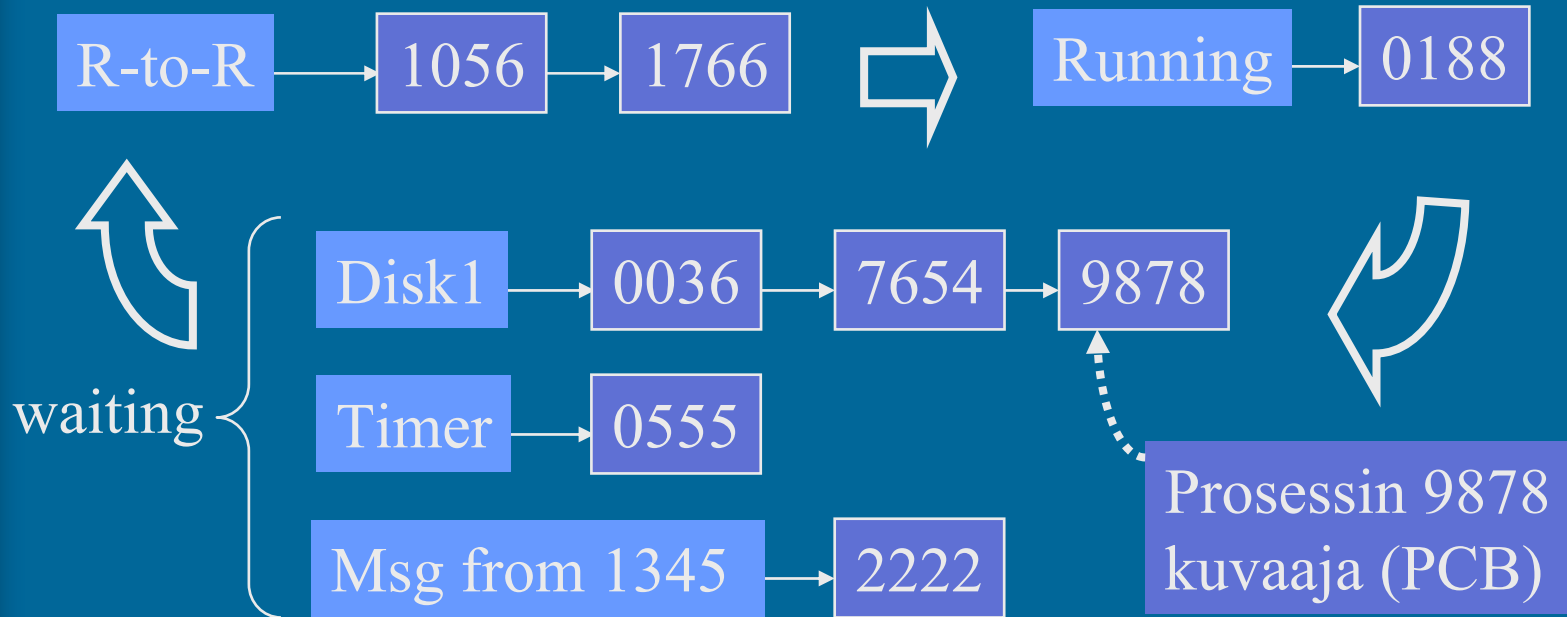 R-to-R 1056 1766 Running 0188
Disk1 0036 7654 9878
waiting
Timer 0555
Msg from 1345 2222
Prosessin 9878
kuvaaja (PCB)